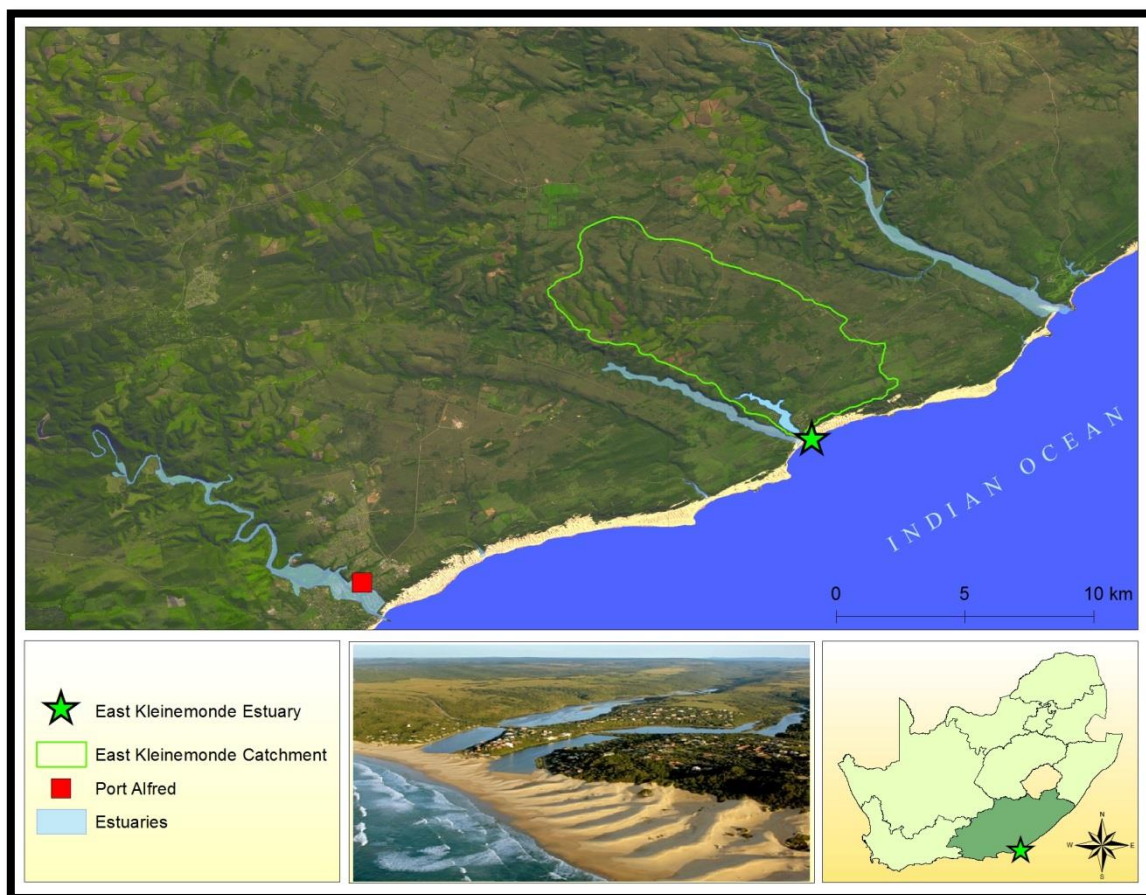 INDIAN OCEAN
0 5 10 km
East Kleinemonde Estuary
East Kleinemonde Catchment
Port Alfred
Estuaries
N
W E
S